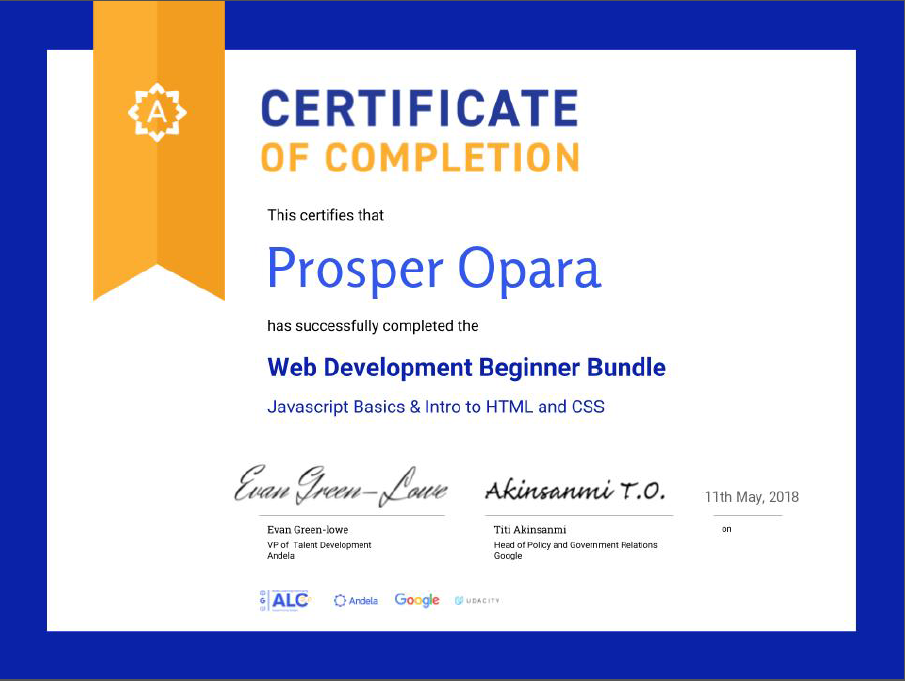 A
CERTIFICATE
OF COMPLETION
This certifies that
Prosper Opara
has successfully completed the
Web Development Beginner Bundle
Javascript Basics & Intro to HTML and CSS
Evan Green-Lowe
Akinsanmi T.O.
11th May, 2018
Evan Green-lowe
VP of Talent Development
Andela
Titi Akinsanmi
Head of Policy and Government Relations
Google
on
ALC
Andela
Google
UDACITY